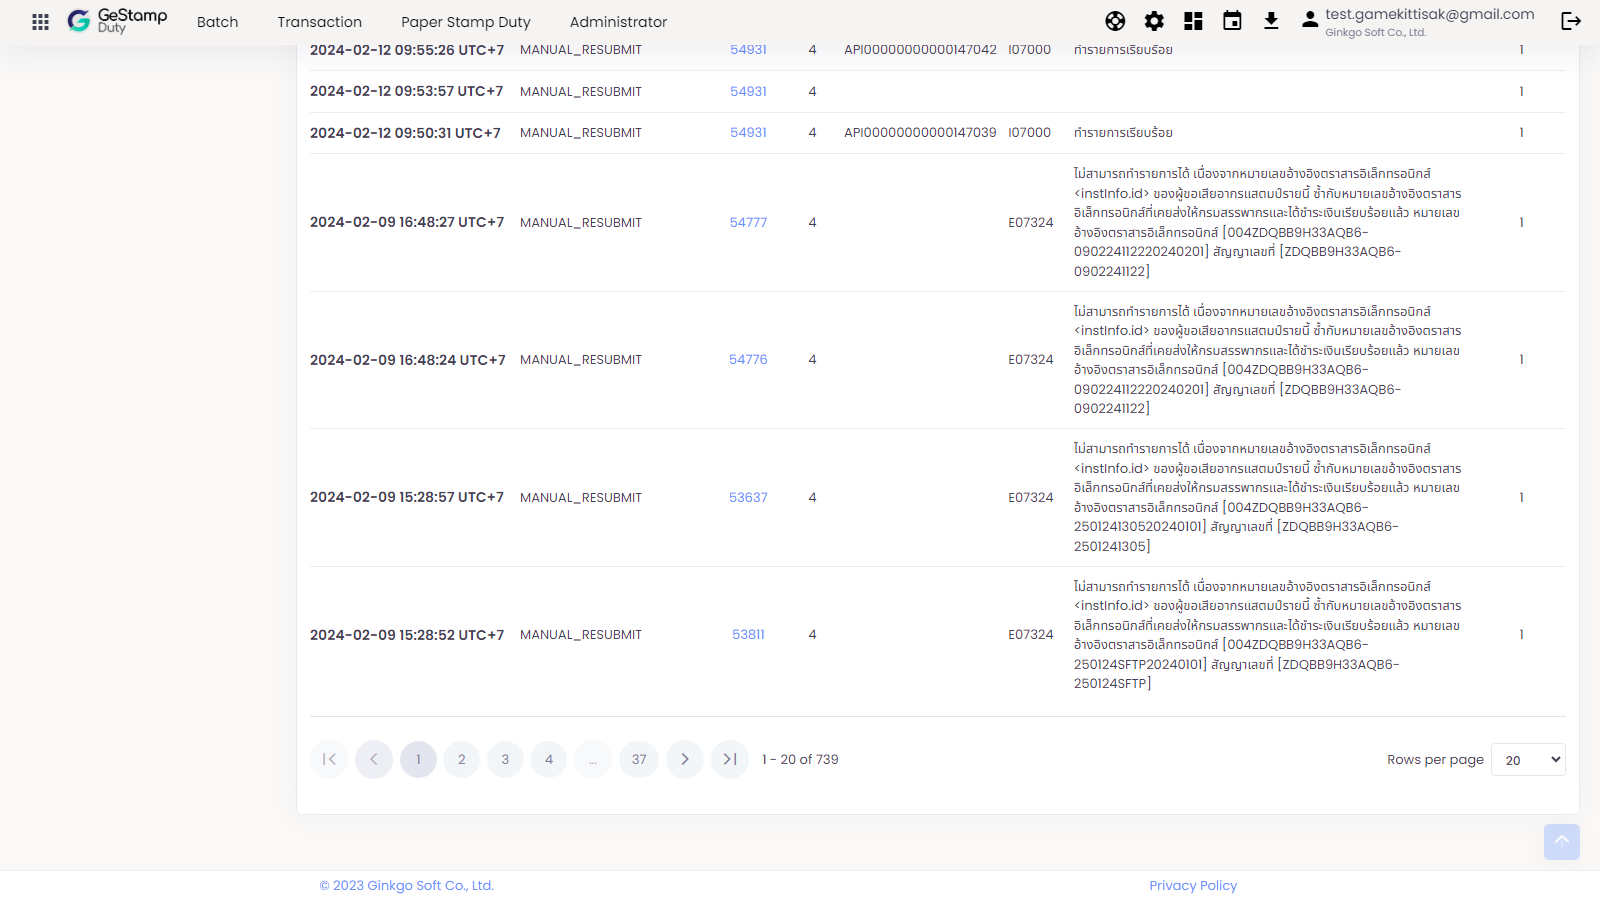 GeStamp Duty Batch Transaction Paper Stamp Duty Administrator test.gamekittisak@gmail.com
Ginkgo Soft Co., Ltd.
2024-02-12 09:55:26 UTC+7 MANUAL_RESUBMIT 54931 4 API00000000000147042 I07000 ทำรายการเรียบร้อย 1
2024-02-12 09:53:57 UTC+7 MANUAL_RESUBMIT 54931 4 1
2024-02-12 09:50:31 UTC+7 MANUAL_RESUBMIT 54931 4 API00000000000147039 I07000 ทำรายการเรียบร้อย 1
2024-02-09 16:48:27 UTC+7 MANUAL_RESUBMIT 54777 4 E07324
ไม่สามารถทำรายการได้ เนื่องจากหมายเลขอ้างอิงตราสารอิเล็กทรอนิกส์
<instInfo.id> ของผู้ขอเสียอากรแสตมป์รายนี้ ซ้ำกับหมายเลขอ้างอิงตราสาร
อิเล็กทรอนิกส์ที่เคยส่งให้กรมสรรพากรและได้ชำระเงินเรียบร้อยแล้ว หมายเลข
อ้างอิงตราสารอิเล็กทรอนิกส์ [004ZDQBB9H33AQB6-
090224112220240201] สัญญาเลขที่ [ZDQBB9H33AQB6-
0902241122]
1
2024-02-09 16:48:24 UTC+7 MANUAL_RESUBMIT 54776 4 E07324
ไม่สามารถทำรายการได้ เนื่องจากหมายเลขอ้างอิงตราสารอิเล็กทรอนิกส์
<instInfo.id> ของผู้ขอเสียอากรแสตมป์รายนี้ ซ้ำกับหมายเลขอ้างอิงตราสาร
อิเล็กทรอนิกส์ที่เคยส่งให้กรมสรรพากรและได้ชำระเงินเรียบร้อยแล้ว หมายเลข
อ้างอิงตราสารอิเล็กทรอนิกส์ [004ZDQBB9H33AQB6-
090224112220240201] สัญญาเลขที่ [ZDQBB9H33AQB6-
0902241122]
1
2024-02-09 15:28:57 UTC+7 MANUAL_RESUBMIT 53637 4 E07324
ไม่สามารถทำรายการได้ เนื่องจากหมายเลขอ้างอิงตราสารอิเล็กทรอนิกส์
<instInfo.id> ของผู้ขอเสียอากรแสตมป์รายนี้ ซ้ำกับหมายเลขอ้างอิงตราสาร
อิเล็กทรอนิกส์ที่เคยส่งให้กรมสรรพากรและได้ชำระเงินเรียบร้อยแล้ว หมายเลข
อ้างอิงตราสารอิเล็กทรอนิกส์ [004ZDQBB9H33AQB6-
250124130520240101] สัญญาเลขที่ [ZDQBB9H33AQB6-
2501241305]
1
2024-02-09 15:28:52 UTC+7 MANUAL_RESUBMIT 53811 4 E07324
ไม่สามารถทำรายการได้ เนื่องจากหมายเลขอ้างอิงตราสารอิเล็กทรอนิกส์
<instInfo.id> ของผู้ขอเสียอากรแสตมป์รายนี้ ซ้ำกับหมายเลขอ้างอิงตราสาร
อิเล็กทรอนิกส์ที่เคยส่งให้กรมสรรพากรและได้ชำระเงินเรียบร้อยแล้ว หมายเลข
อ้างอิงตราสารอิเล็กทรอนิกส์ [004ZDQBB9H33AQB6-
250124SFTP20240101] สัญญาเลขที่ [ZDQBB9H33AQB6-
250124SFTP]
1
1 2 3 4 ... 37 1 - 20 of 739 Rows per page 20
© 2023 Ginkgo Soft Co., Ltd. Privacy Policy